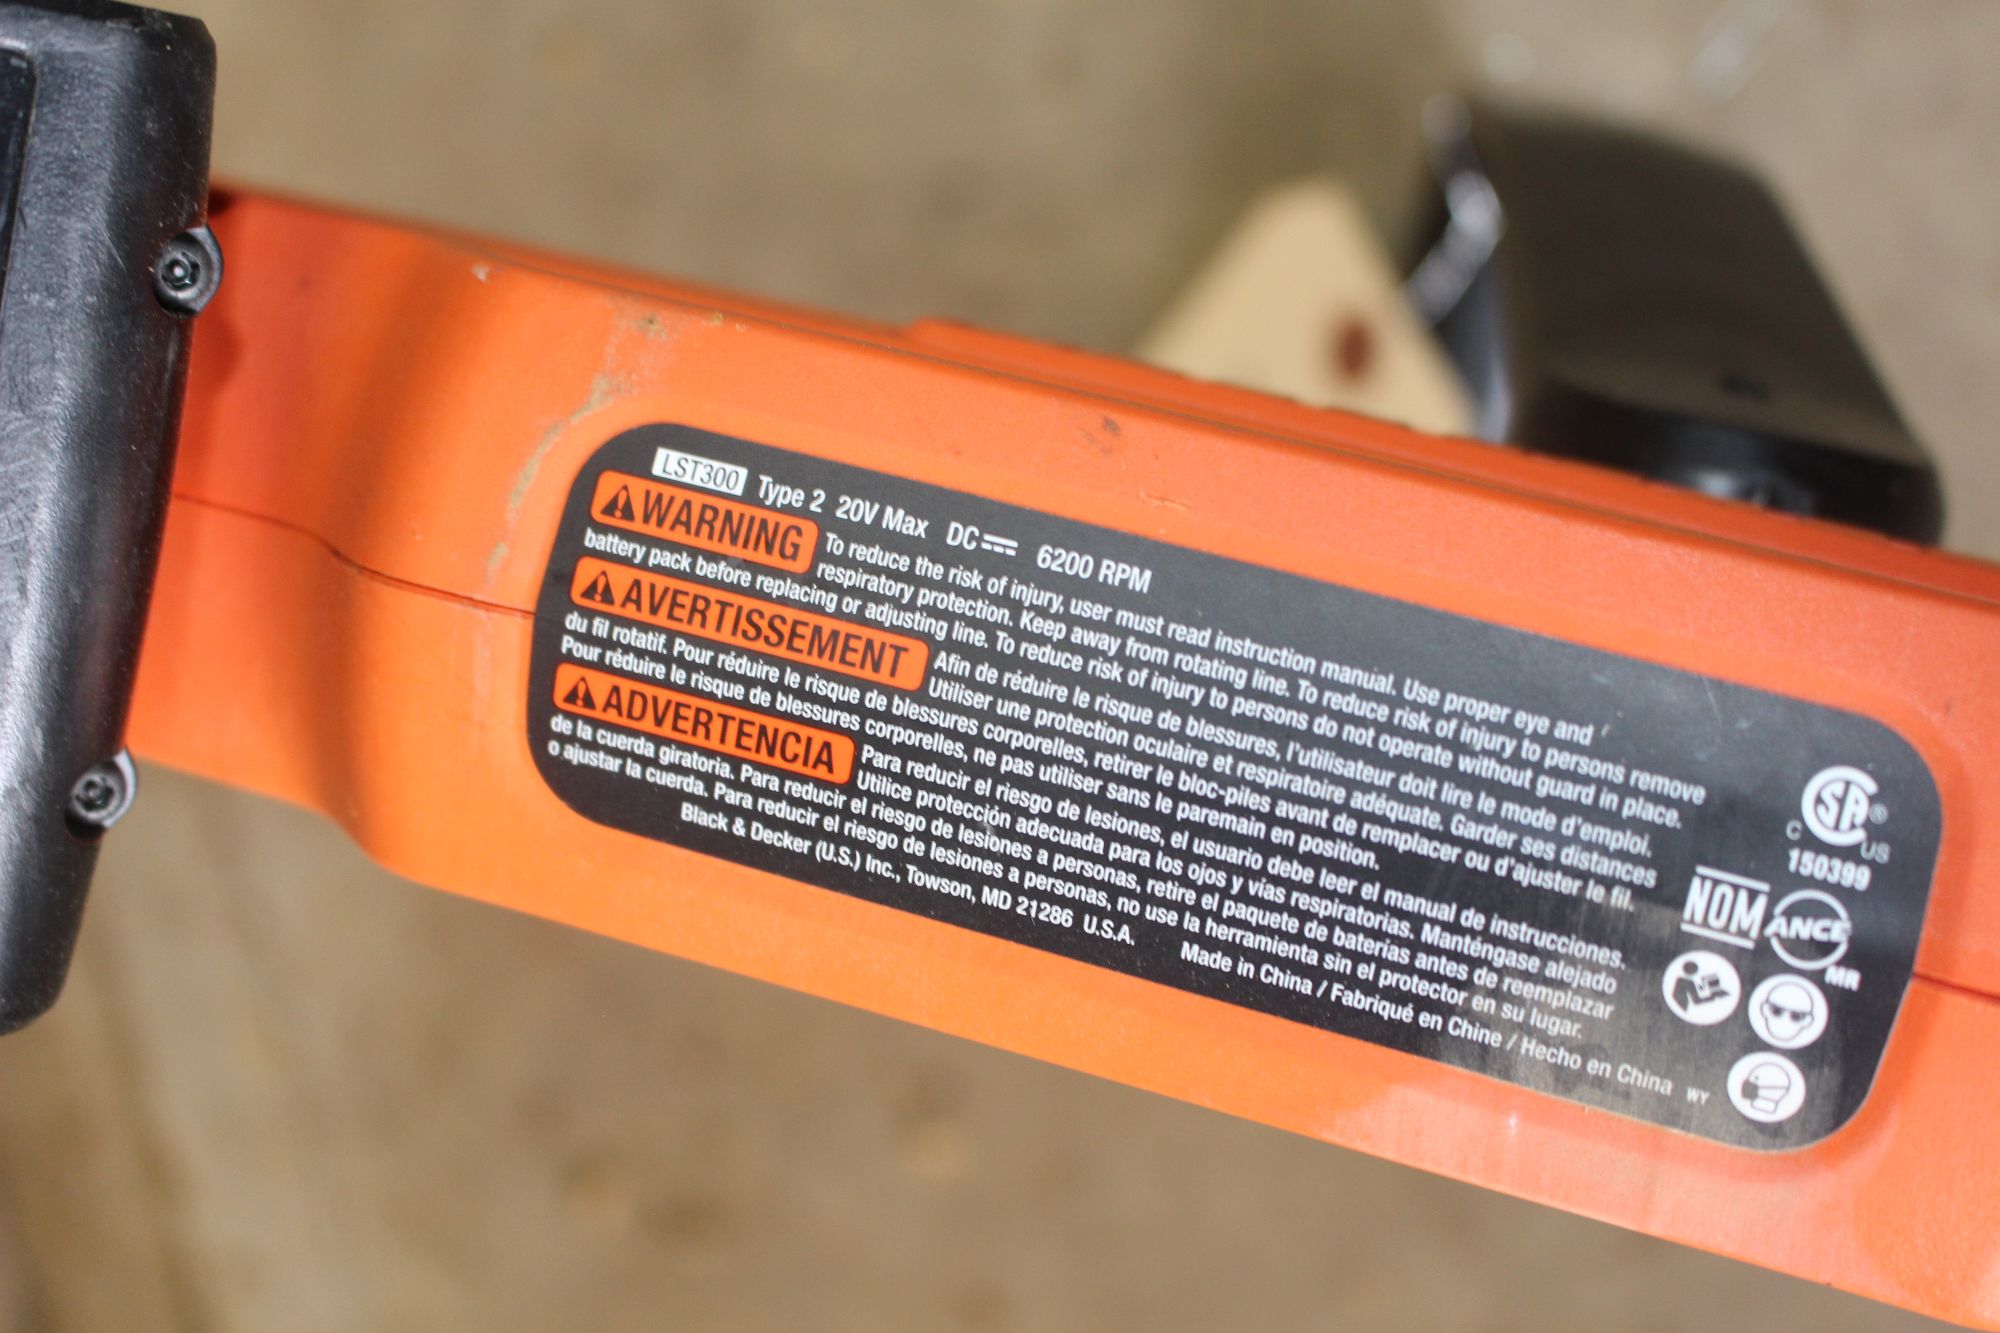 LST300 Type 2 20V Max DC 6200 RPM
WARNING To reduce the risk of injury, user must read instruction manual. Use proper eye and
respiratory protection. Keep away from rotating line. To reduce risk of injury to persons remove
battery pack before replacing or adjusting line. To reduce risk of injury to persons do not operate without guard in place.
AVERTISSEMENT Afin de réduire le risque de blessures, l'utilisateur doit lire le mode d'emploi.
Utiliser une protection oculaire et respiratoire adéquate. Garder ses distances
du fil rotatif. Pour réduire le risque de blessures corporelles, retirer le bloc-piles avant de remplacer ou d'ajuster le fil.
Pour réduire le risque de blessures corporelles, ne pas utiliser sans le paremain en position.
ADVERTENCIA Para reducir el riesgo de lesiones, el usuario debe leer el manual de instrucciones.
Utilice protección adecuada para los ojos y vías respiratorias. Manténgase alejado
de la cuerda giratoria. Para reducir el riesgo de lesiones a personas, retire el paquete de baterías antes de reemplazar
o ajustar la cuerda. Para reducir el riesgo de lesiones a personas, no use la herramienta sin el protector en su lugar.
Black & Decker (U.S.) Inc., Towson, MD 21286 U.S.A. Made in China / Fabriqué en Chine / Hecho en China WY
C SA ® US
150399
NOM ANCE MR